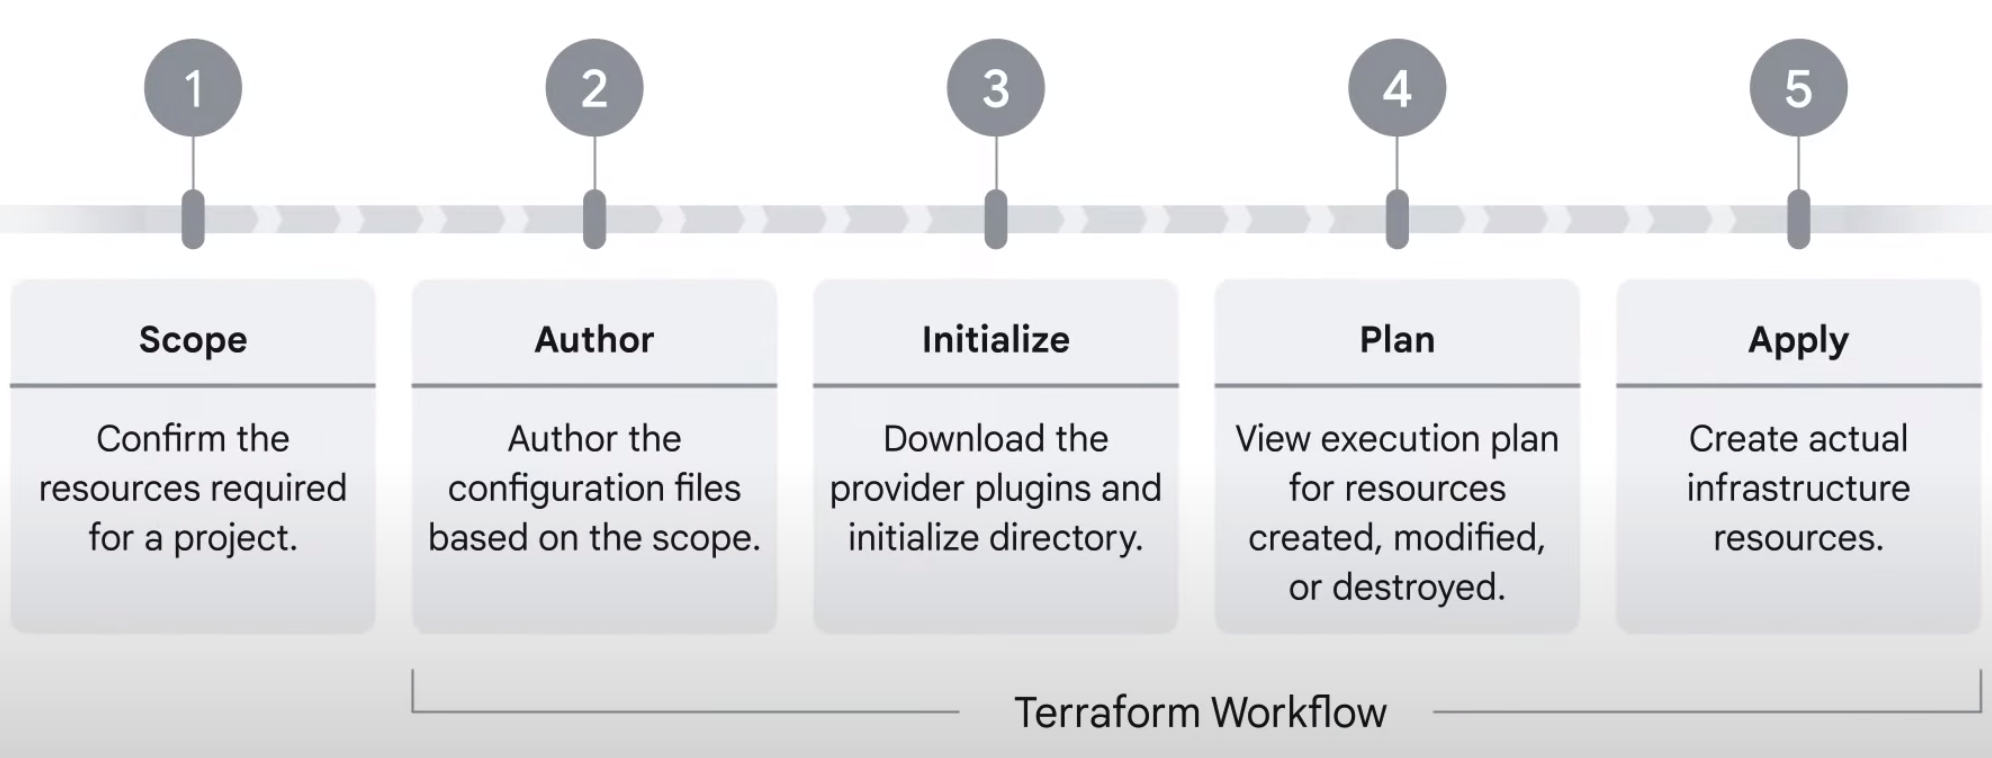 1
2
3
4
5
Scope
Confirm the
resources required
for a project.
Author
Author the
configuration files
based on the scope.
Initialize
Download the
provider plugins and
initialize directory.
Plan
View execution plan
for resources
created, modified,
or destroyed.
Apply
Create actual
infrastructure
resources.
Terraform Workflow